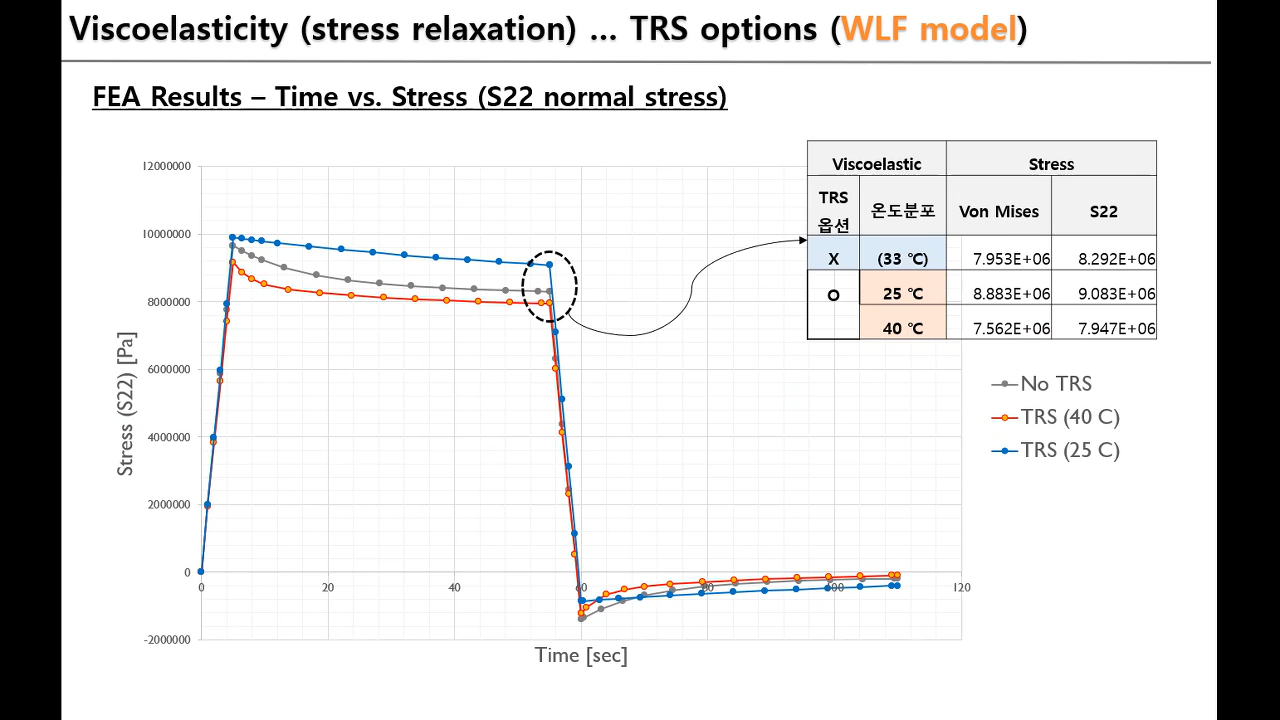 Viscoelasticity (stress relaxation) ... TRS options (WLF model)
FEA Results – Time vs. Stress (S22 normal stress)
Viscoelastic Stress
TRS 옵션 온도분포 Von Mises S22
X (33 ℃) 7.953E+06 8.292E+06
O 25 ℃ 8.883E+06 9.083E+06
40 ℃ 7.562E+06 7.947E+06
12000000
10000000
8000000
6000000
4000000
2000000
0
-2000000
Stress (S22) [Pa]
0 20 40 60 80 100 120
Time [sec]
No TRS
TRS (40 C)
TRS (25 C)